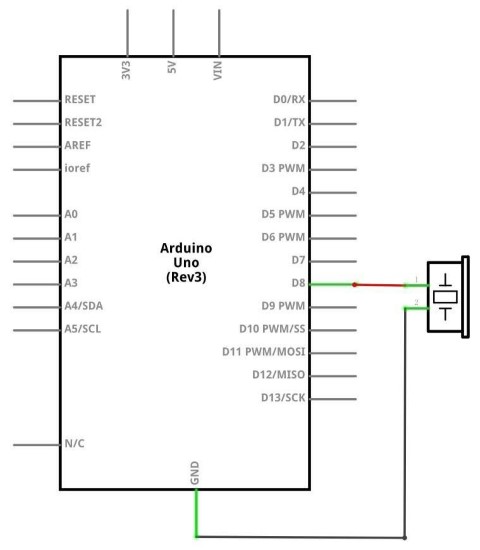 3V3
5V
VIN
RESET
D0/RX
RESET2
D1/TX
AREF
D2
ioref
D3 PWM
D4
A0
D5 PWM
A1
D6 PWM
A2
D7
A3
D8
A4/SDA
D9 PWM
A5/SCL
D10 PWM/SS
D11 PWM/MOSI
D12/MISO
D13/SCK
Arduino
Uno
(Rev3)
1
2
N/C
GND